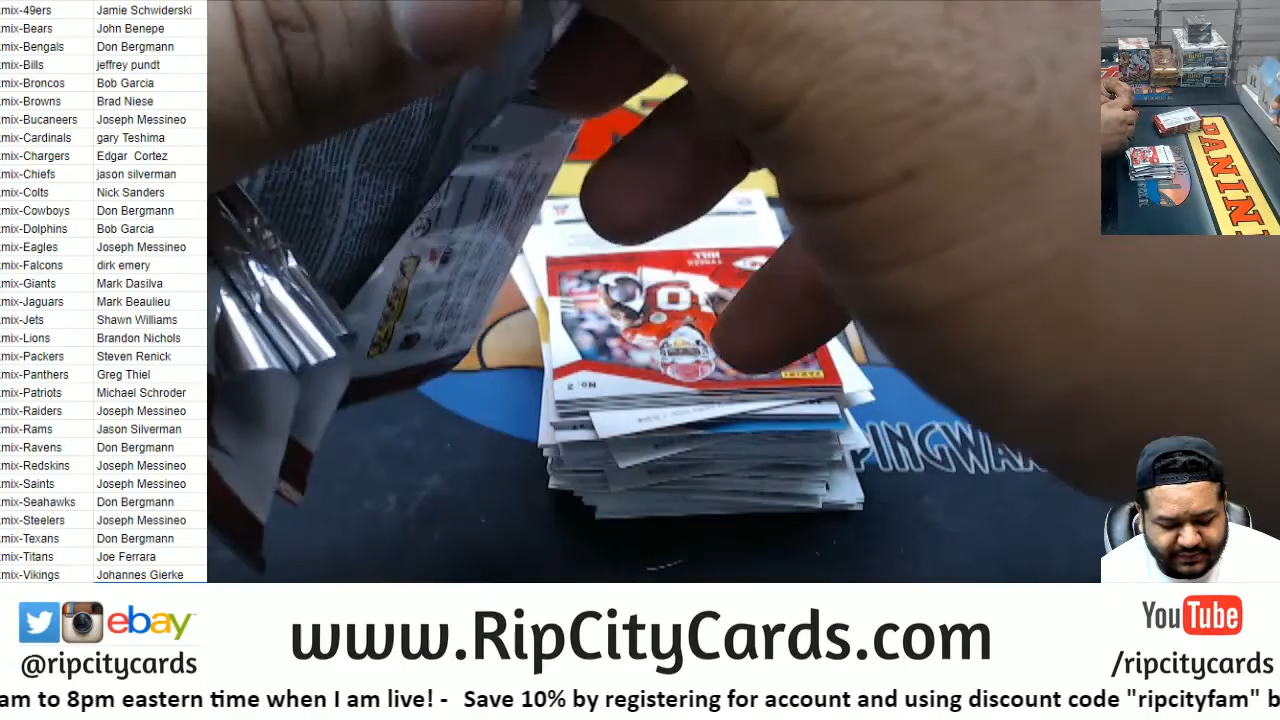 mix-49ers Jamie Schwiderski
mix-Bears John Benepe
mix-Bengals Don Bergmann
mix-Bills jeffrey pundt
mix-Broncos Bob Garcia
mix-Browns Brad Niese
mix-Bucaneers Joseph Messineo
mix-Cardinals gary Teshima
mix-Chargers Edgar Cortez
mix-Chiefs jason silverman
mix-Colts Nick Sanders
mix-Cowboys Don Bergmann
mix-Dolphins Bob Garcia
mix-Eagles Joseph Messineo
mix-Falcons dirk emery
mix-Giants Mark Dasilva
mix-Jaguars Mark Beaulieu
mix-Jets Shawn Williams
mix-Lions Brandon Nichols
mix-Packers Steven Renick
mix-Panthers Greg Thiel
mix-Patriots Michael Schroder
mix-Raiders Joseph Messineo
mix-Rams Jason Silverman
mix-Ravens Don Bergmann
mix-Redskins Joseph Messineo
mix-Saints Joseph Messineo
mix-Seahawks Don Bergmann
mix-Steelers Joseph Messineo
mix-Texans Don Bergmann
mix-Titans Joe Ferrara
mix-Vikings Johannes Gierke
HILL
10
No. 2
PANINI
PINGWAX
PANINI
ebay
@ripcitycards
www.RipCityCards.com
YouTube
/ripcitycards
am to 8pm eastern time when I am live! - Save 10% by registering for account and using discount code "ripcityfam" b